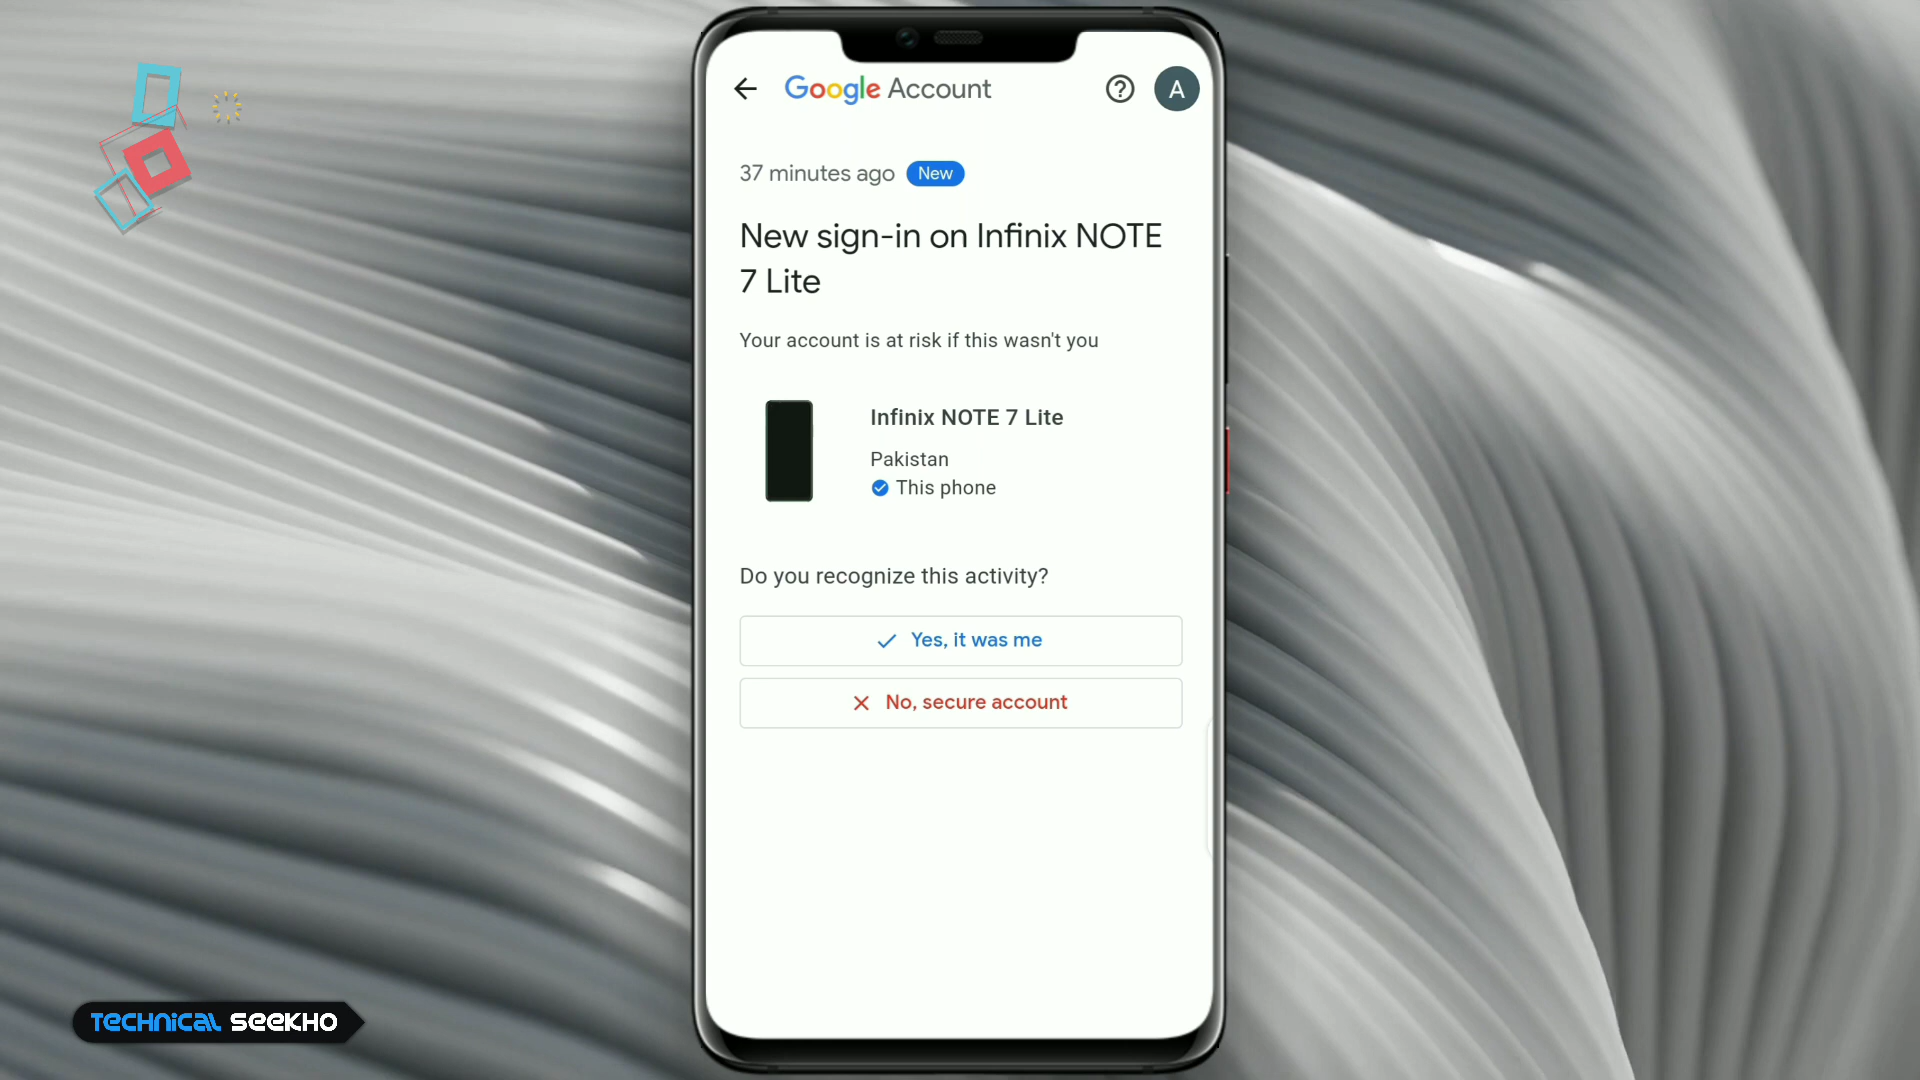 Google Account
A
37 minutes ago New
New sign-in on Infinix NOTE
7 Lite
Your account is at risk if this wasn't you
Infinix NOTE 7 Lite
Pakistan
This phone
Do you recognize this activity?
Yes, it was me
No, secure account
TECHNICAL SEEKHO